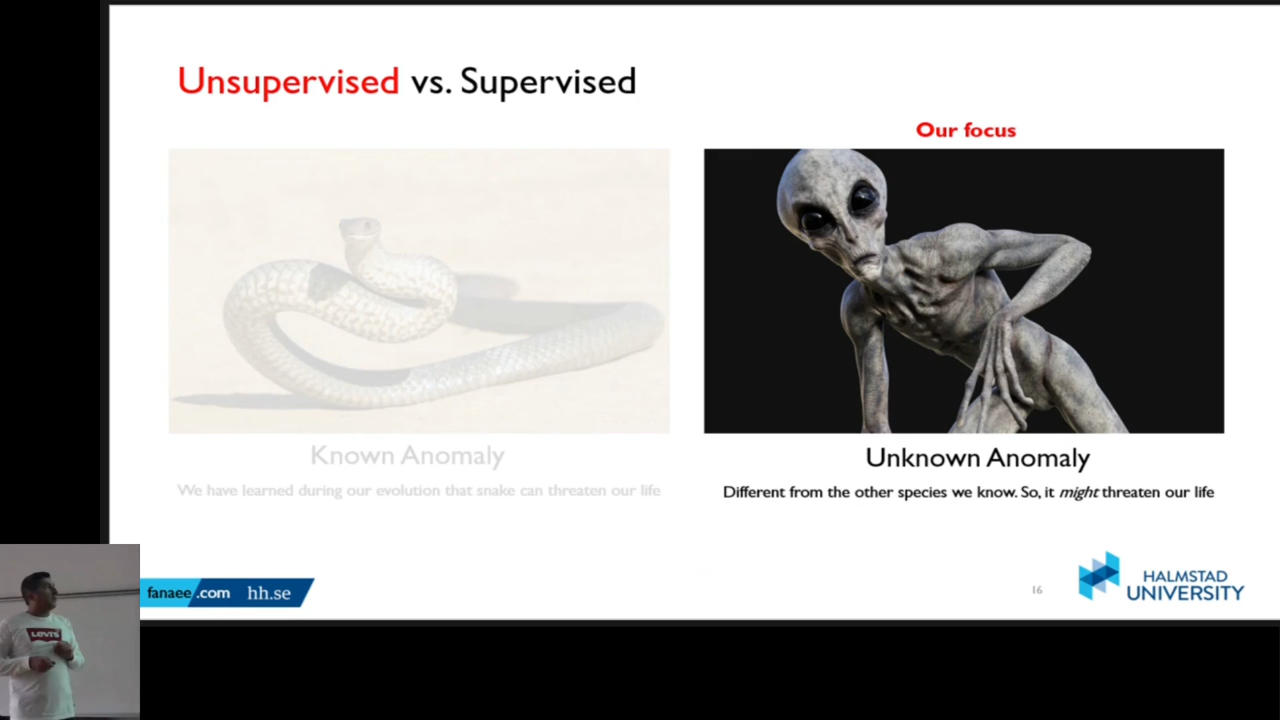 Unsupervised vs. Supervised
Our focus
Known Anomaly
We have learned during our evolution that snake can threaten our life
Unknown Anomaly
Different from the other species we know. So, it might threaten our life
LEVI'S
fanaee.com hh.se
16
HALMSTAD
UNIVERSITY